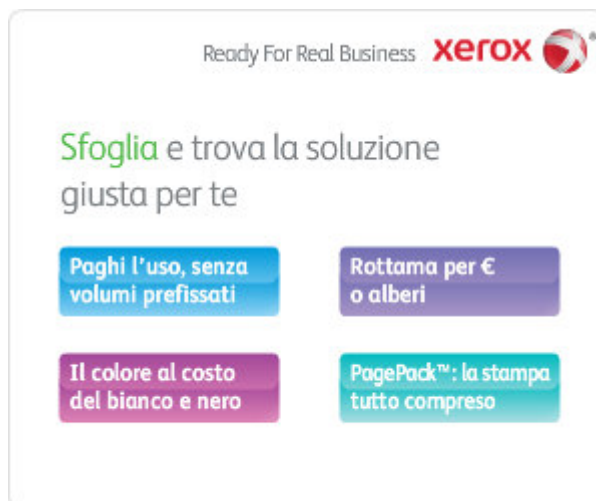 Ready For Real Business xerox ®
Sfoglia e trova la soluzione
giusta per te
Paghi l'uso, senza
volumi prefissati
Rottama per €
o alberi
Il colore al costo
del bianco e nero
PagePack™: la stampa
tutto compreso